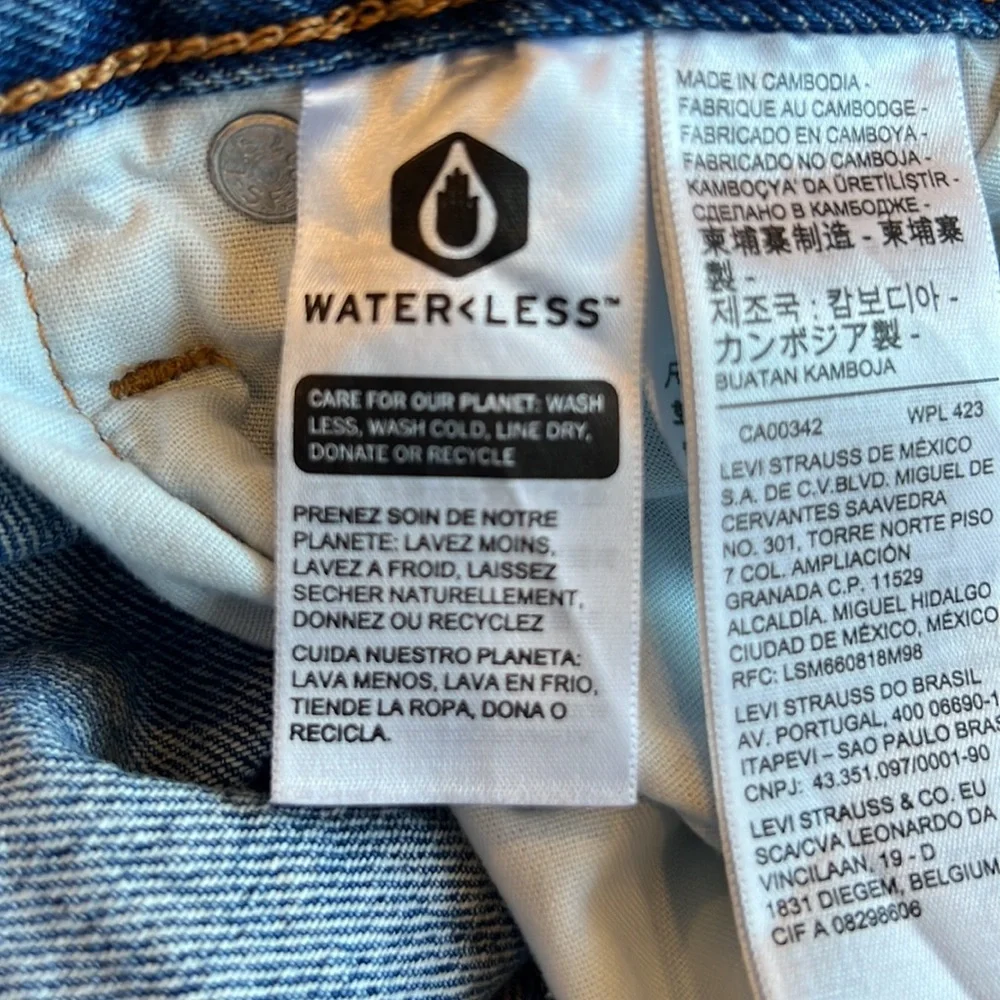 WATER<LESS™
CARE FOR OUR PLANET: WASH
LESS, WASH COLD, LINE DRY,
DONATE OR RECYCLE
PRENEZ SOIN DE NOTRE
PLANETE: LAVEZ MOINS,
LAVEZ A FROID, LAISSEZ
SECHER NATURELLEMENT,
DONNEZ OU RECYCLEZ
CUIDA NUESTRO PLANETA:
LAVA MENOS, LAVA EN FRIO,
TIENDE LA ROPA, DONA O
RECICLA.
MADE IN CAMBODIA -
FABRIQUE AU CAMBODGE -
FABRICADO EN CAMBOYA -
FABRICADO NO CAMBOJA -
KAMBOÇYA' DA ÜRETİLİŞTİR -
СДЕЛАНО В КАМБОДЖЕ -
柬埔寨制造 - 柬埔寨
製 -
제조국 : 캄보디아 -
カンボジア製 -
BUATAN KAMBOJA
CA00342 WPL 423
LEVI STRAUSS DE MÉXICO
S.A. DE C.V.BLVD. MIGUEL DE
CERVANTES SAAVEDRA
NO. 301, TORRE NORTE PISO
7 COL. AMPLIACIÓN
GRANADA C.P. 11529
ALCALDÍA. MIGUEL HIDALGO
CIUDAD DE MÉXICO, MÉXICO
RFC: LSM660818M98
LEVI STRAUSS DO BRASIL
AV. PORTUGAL, 400 06690-1
ITAPEVI – SAO PAULO BRAS
CNPJ: 43.351.097/0001-90
LEVI STRAUSS & CO. EU
SCA/CVA LEONARDO DA
VINCILAAN, 19 - D
1831 DIEGEM, BELGIUM
CIF A 08298606